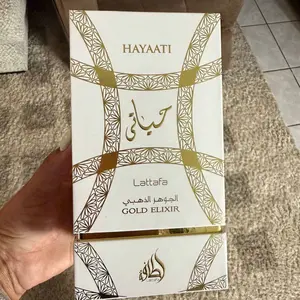 HAYAATI
حياتي
Lattafa
الجوهر الذهبي
GOLD ELIXIR
لطافة